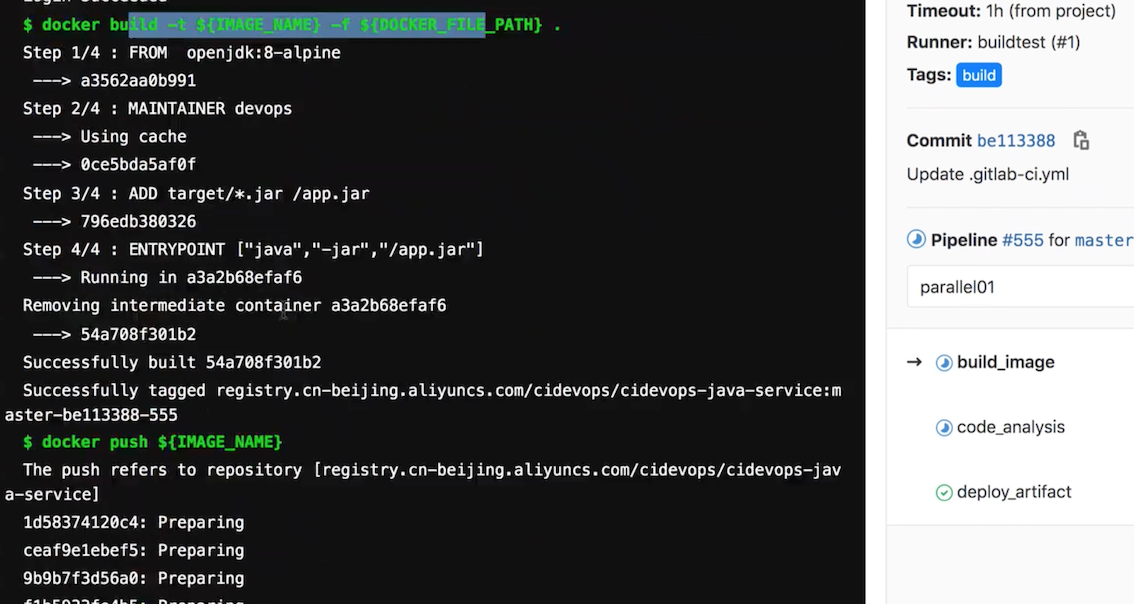 $ docker build -t ${IMAGE_NAME} -f ${DOCKER_FILE_PATH} .
Step 1/4 : FROM  openjdk:8-alpine
---> a3562aa0b991
Step 2/4 : MAINTAINER devops
---> Using cache
---> 0ce5bda5af0f
Step 3/4 : ADD target/*.jar /app.jar
---> 796edb380326
Step 4/4 : ENTRYPOINT ["java","-jar","/app.jar"]
---> Running in a3a2b68efaf6
Removing intermediate container a3a2b68efaf6
---> 54a708f301b2
Successfully built 54a708f301b2
Successfully tagged registry.cn-beijing.aliyuncs.com/cidevops/cidevops-java-service:m
aster-be113388-555
$ docker push ${IMAGE_NAME}
The push refers to repository [registry.cn-beijing.aliyuncs.com/cidevops/cidevops-jav
a-service]
1d58374120c4: Preparing
ceaf9e1ebef5: Preparing
9b9b7f3d56a0: Preparing
Timeout: 1h (from project)
Runner: buildtest (#1)
Tags: build
Commit be113388
Update .gitlab-ci.yml
Pipeline #555 for master
parallel01
→ build_image
code_analysis
deploy_artifact